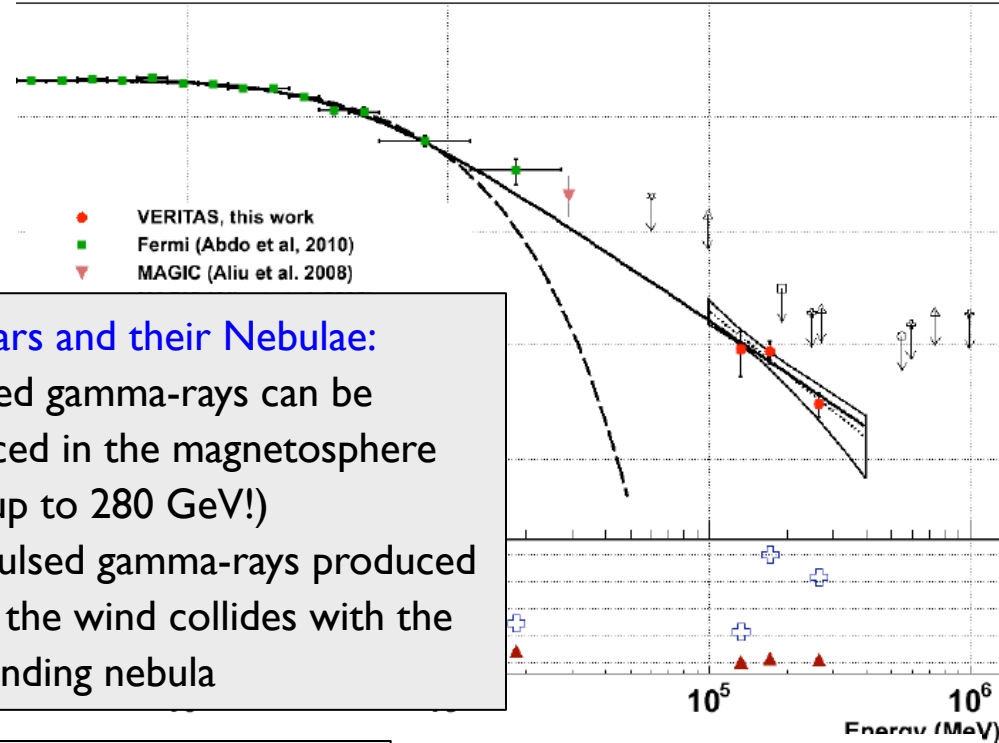 VERITAS, this work
Fermi (Abdo et al, 2010)
MAGIC (Aliu et al. 2008)
ars and their Nebulae:
ed gamma-rays can be
ced in the magnetosphere
up to 280 GeV!)
ulsed gamma-rays produced
the wind collides with the
nding nebula
10⁵
10⁶
Energy (MeV)